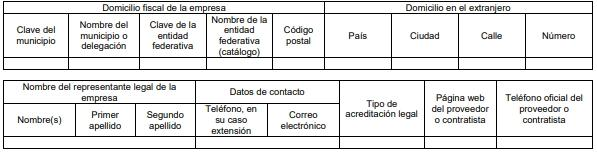 Domicilio fiscal de la empresa
Domicilio en el extranjero
Clave del
municipio
Nombre del
municipio o
delegación
Clave de la
entidad
federativa
Nombre de la
entidad
federativa
(catálogo)
Código
postal
País
Ciudad
Calle
Número
Nombre del representante legal de la
empresa
Datos de contacto
Tipo de
acreditación legal
Página web
del proveedor
o contratista
Teléfono oficial del
proveedor o
contratista
Nombre(s)
Primer
apellido
Segundo
apellido
Teléfono, en
su caso
extensión
Correo
electrónico